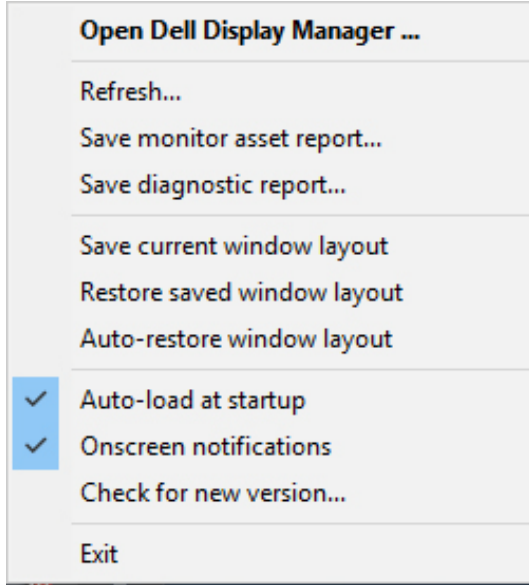 Open Dell Display Manager ...
Refresh...
Save monitor asset report...
Save diagnostic report...
Save current window layout
Restore saved window layout
Auto-restore window layout
Auto-load at startup
Onscreen notifications
Check for new version...
Exit